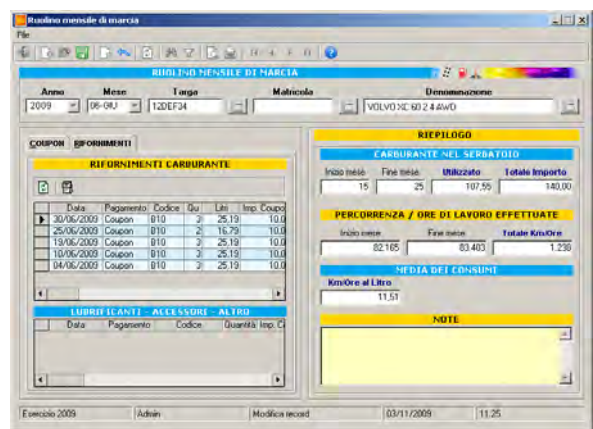 Ruolino mensile di marcia
File
RUOLINO MENSILE DI MARCIA
Anno Mese Targa Matricola Denominazione
2009 06-GIU 12DEF34 VOLVO XC 60 2.4 AWD
COUPON RIFORNIMENTI
RIFORNIMENTI CARBURANTE
Data Pagamento Codice Qu Litri Imp. Coupo
30/06/2009 Coupon B10 3 25,19 10,0
25/06/2009 Coupon B10 2 16,79 10,0
19/06/2009 Coupon B10 3 25,19 10,0
10/06/2009 Coupon B10 3 25,19 10,0
04/06/2009 Coupon B10 3 25,19 10,0
LUBRIFICANTI - ACCESSORI - ALTRO
Data Pagamento Codice Quantità Imp. C
RIEPILOGO
CARBURANTE NEL SERBATOIO
Inizio mese Fine mese Utilizzato Totale Importo
15 25 107,55 140,00
PERCORRENZA / ORE DI LAVORO EFFETTUATE
Inizio mese Fine mese Totale Km/Ore
82.165 83.403 1.238
MEDIA DEI CONSUMI
Km/Ore al Litro
11,51
NOTE
Esercizio 2009 Admin Modifica record 03/11/2009 11.25